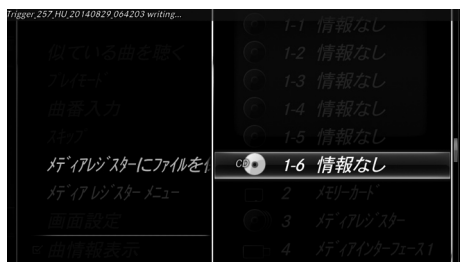 Trigger_257_HU_20140829_064203 writing...
似ている曲を聴く
プレイモード
曲番入力
スキップ
メディアレジスターにファイルを作
メディア レジスター メニュー
画面設定
曲情報表示
1-1 情報なし
1-2 情報なし
1-3 情報なし
1-4 情報なし
1-5 情報なし
CD 1-6 情報なし
2 メモリーカード
3 メディアレジスター
4 メディアインターフェース1